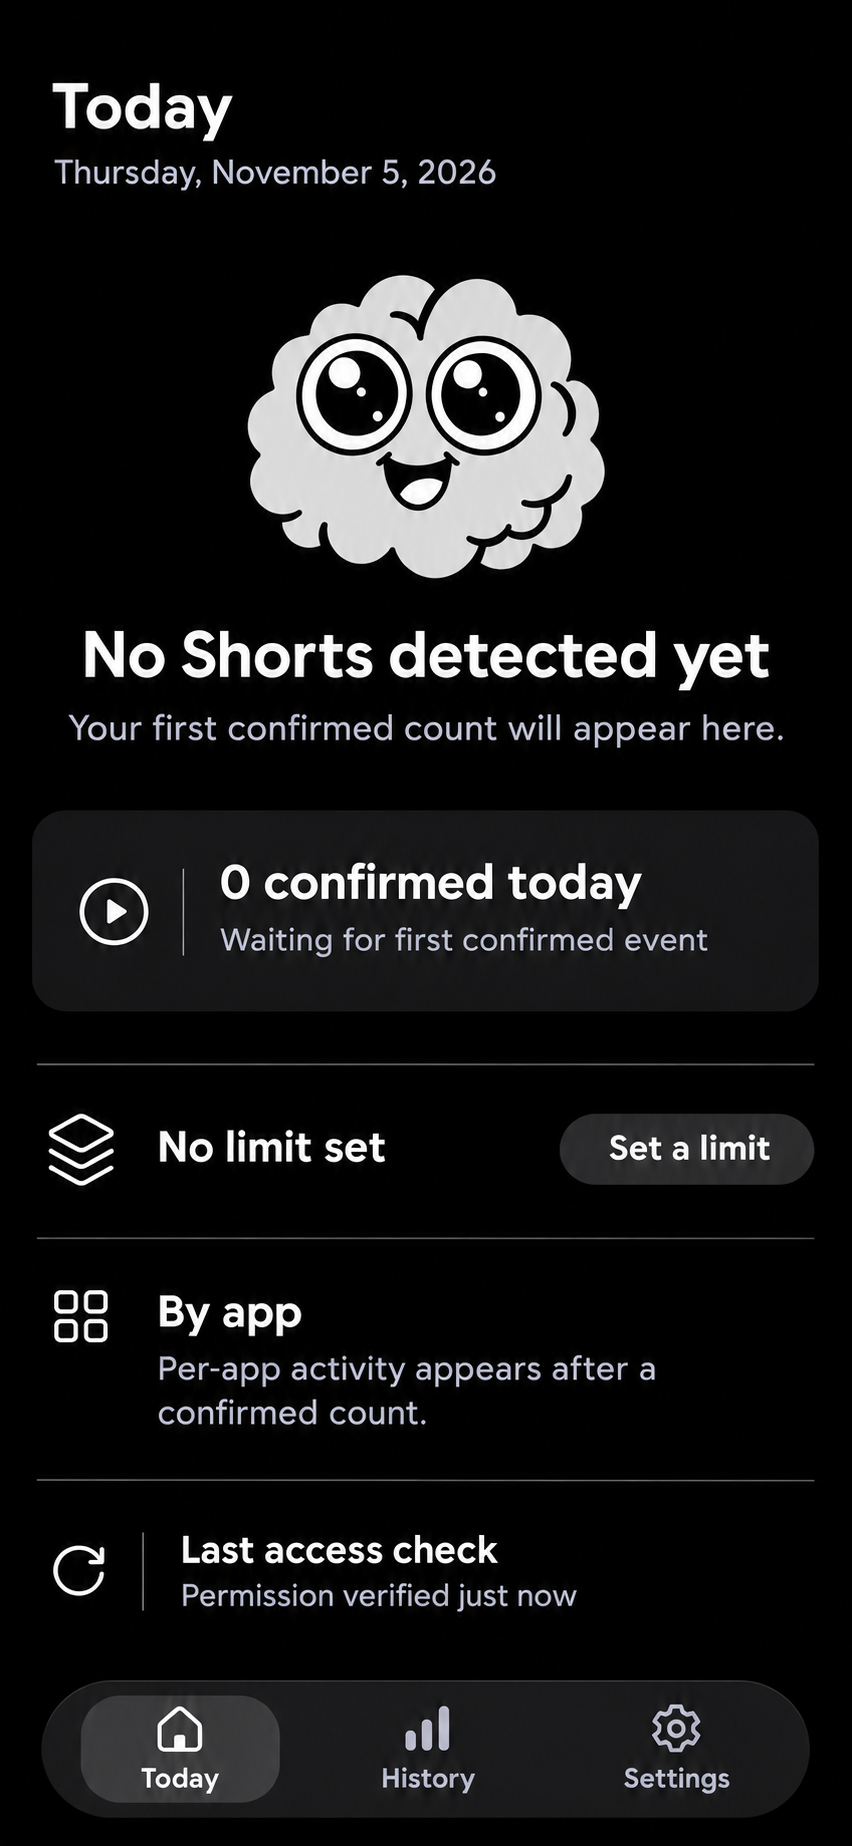 Today
Thursday, November 5, 2026
No Shorts detected yet
Your first confirmed count will appear here.
0 confirmed today
Waiting for first confirmed event
No limit set
Set a limit
By app
Per-app activity appears after a
confirmed count.
Last access check
Permission verified just now
Today
History
Settings